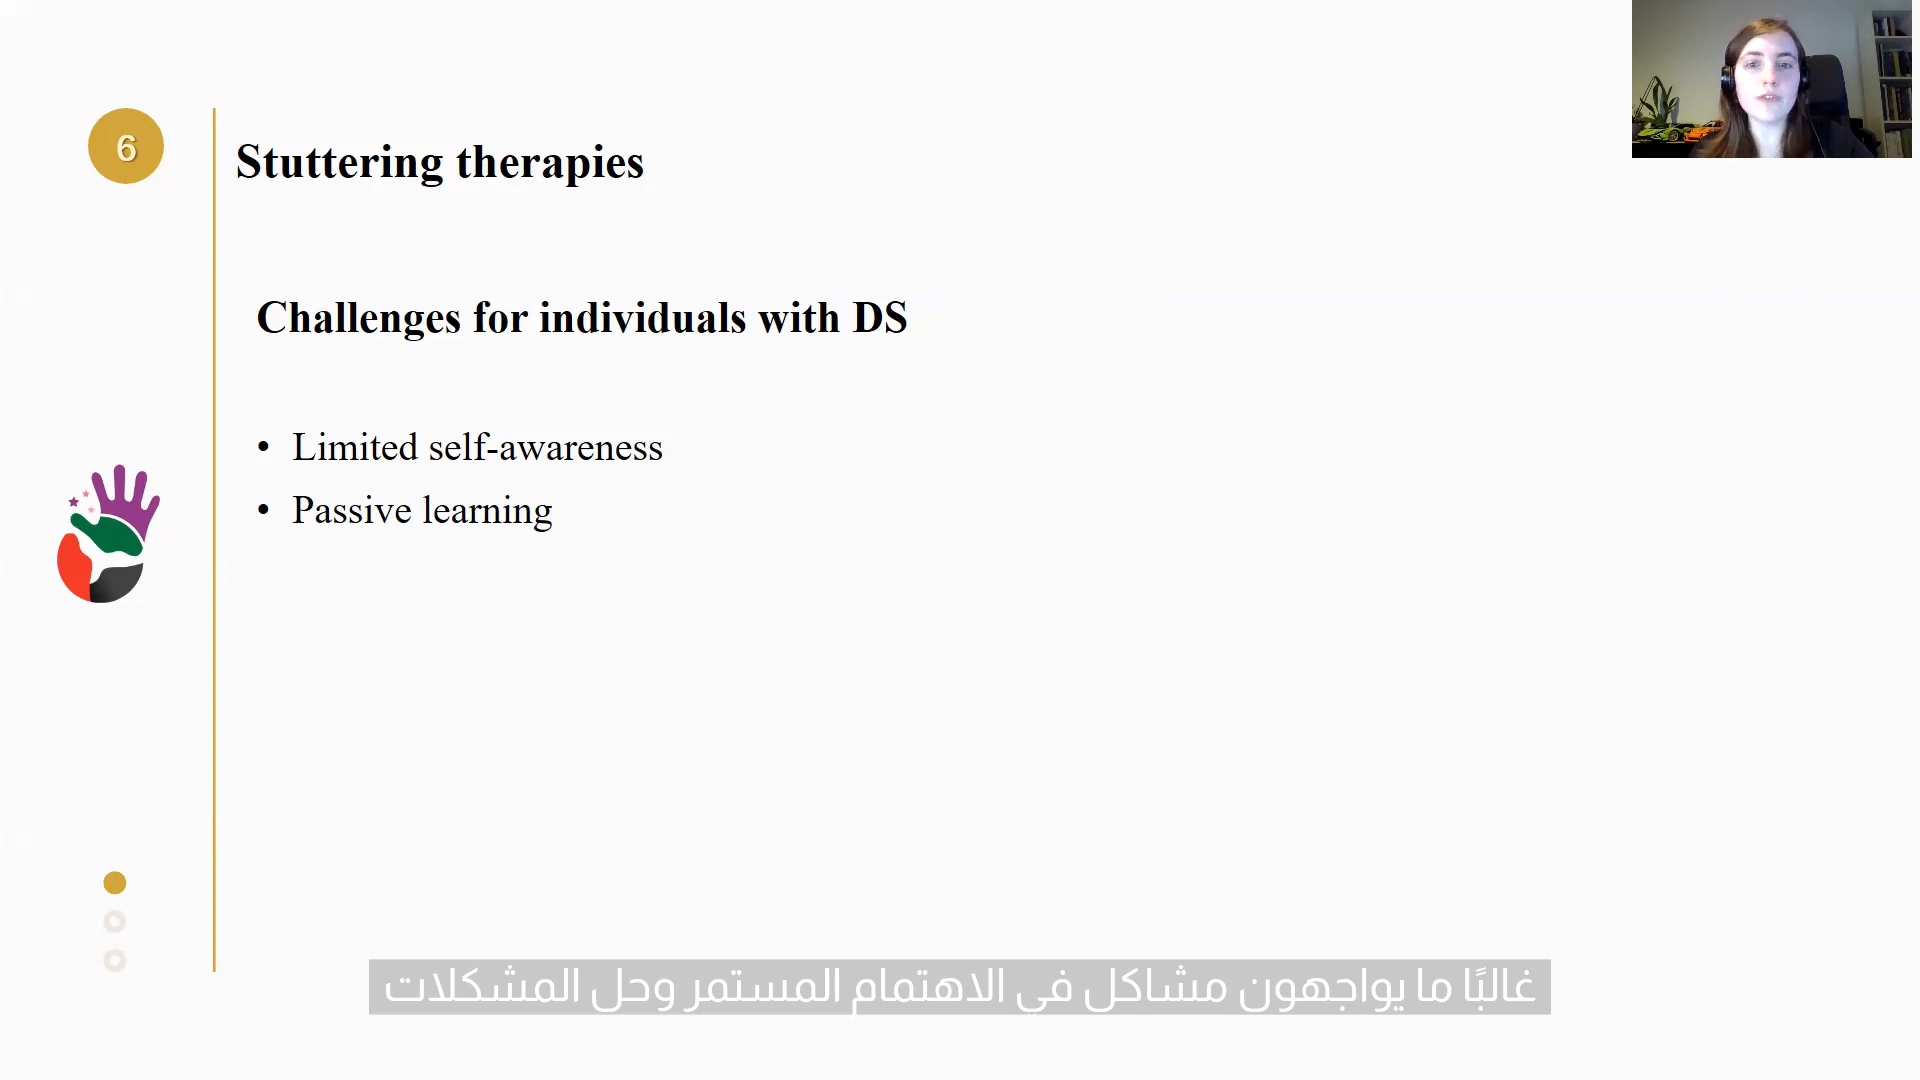 6
Stuttering therapies
Challenges for individuals with DS
• Limited self-awareness
• Passive learning
غالبًا ما يواجهون مشاكل في الاهتمام المستمر وحل المشكلات